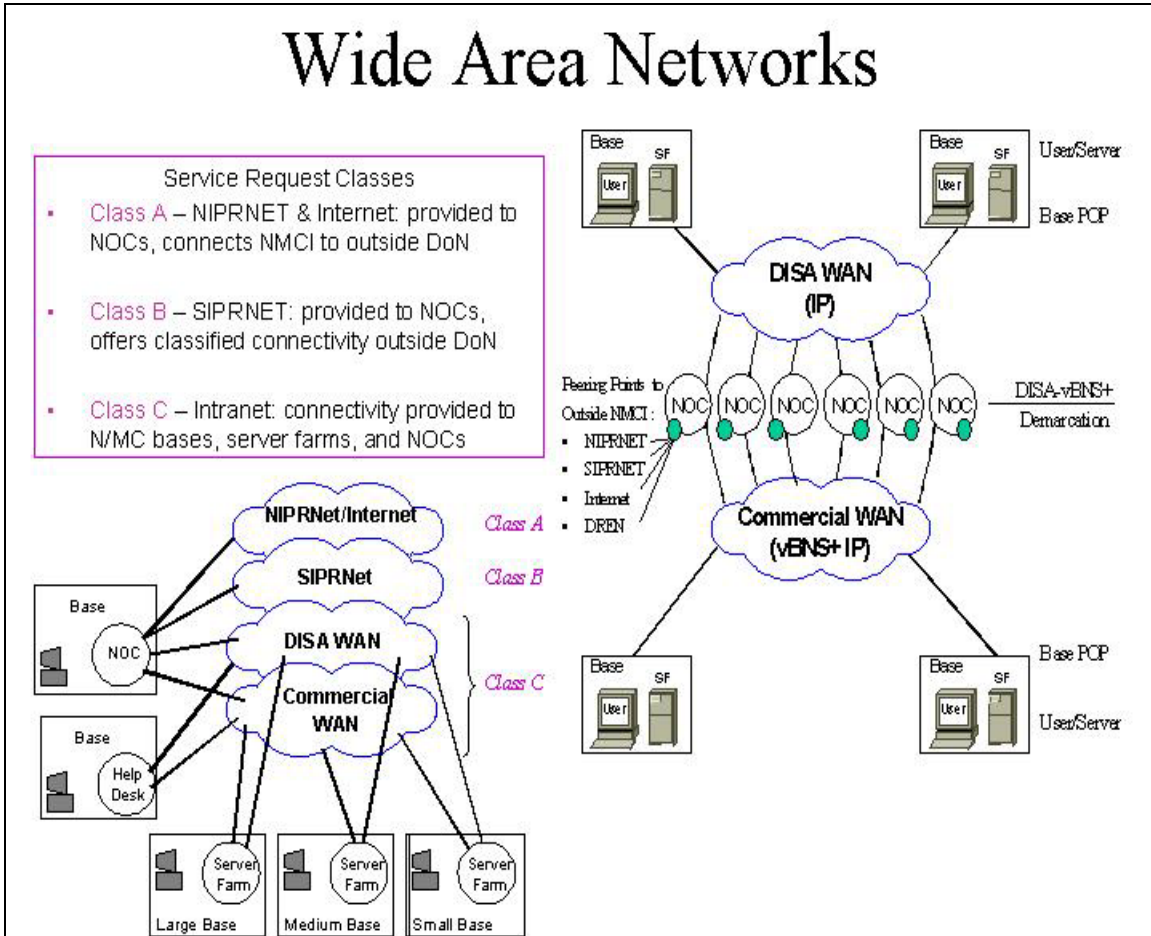 Wide Area Networks
Service Request Classes
▪ Class A – NIPRNET & Internet: provided to
NOCs, connects NMCI to outside DoN
▪ Class B – SIPRNET: provided to NOCs,
offers classified connectivity outside DoN
▪ Class C – Intranet: connectivity provided to
N/MC bases, server farms, and NOCs
NIPRNet/Internet
Class A
SIPRNet
Class B
DISA WAN
Commercial
WAN
Class C
Base
NOC
Base
Help
Desk
Server
Farm
Large Base
Server
Farm
Medium Base
Server
Farm
Small Base
Base
SF
User
Base
SF
User
User/Server
Base POP
DISA WAN
(IP)
Peering Points to
Outside NMCI :
▪ NIPRNET
▪ SIPRNET
▪ Internet
▪ DREN
NOC
NOC
NOC
NOC
NOC
NOC
DISA-vBNS+
Demarcation
Commercial WAN
(vBNS+ IP)
Base
SF
User
Base
SF
User
Base POP
User/Server